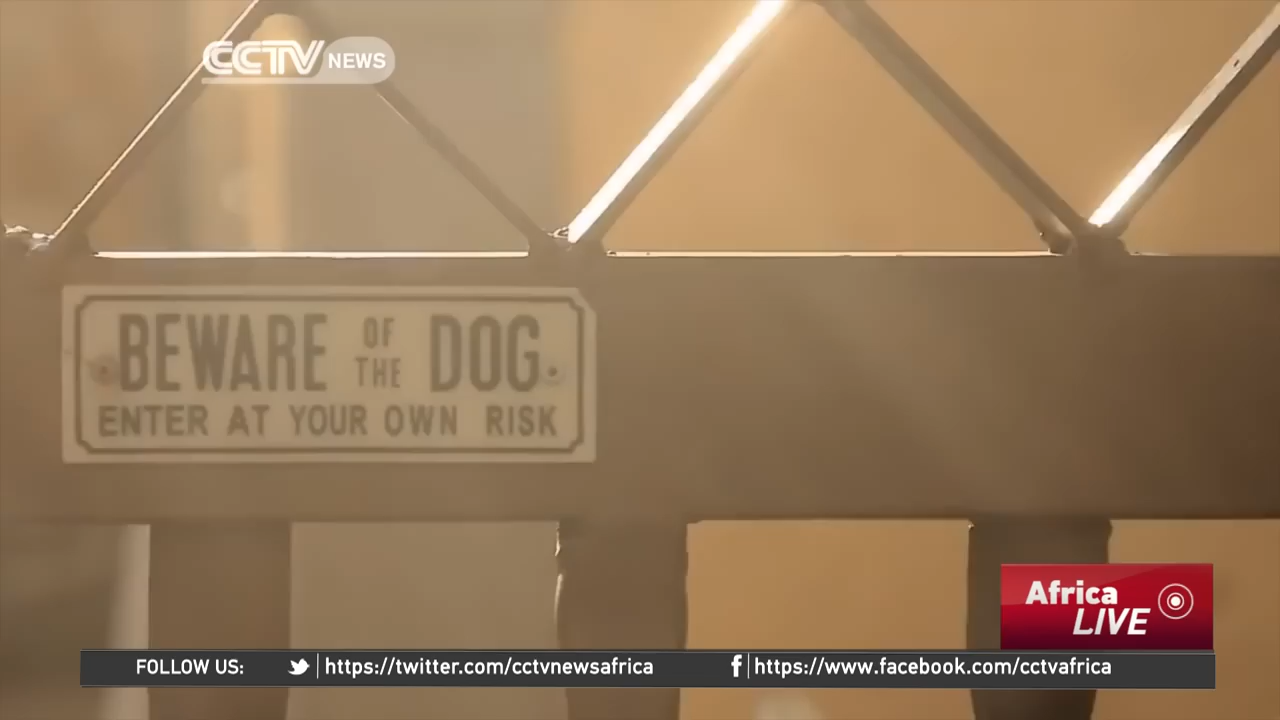 CCTV NEWS
BEWARE OF THE DOG
ENTER AT YOUR OWN RISK
Africa
LIVE
FOLLOW US: https://twitter.com/cctvnewsafrica https://www.facebook.com/cctvafrica